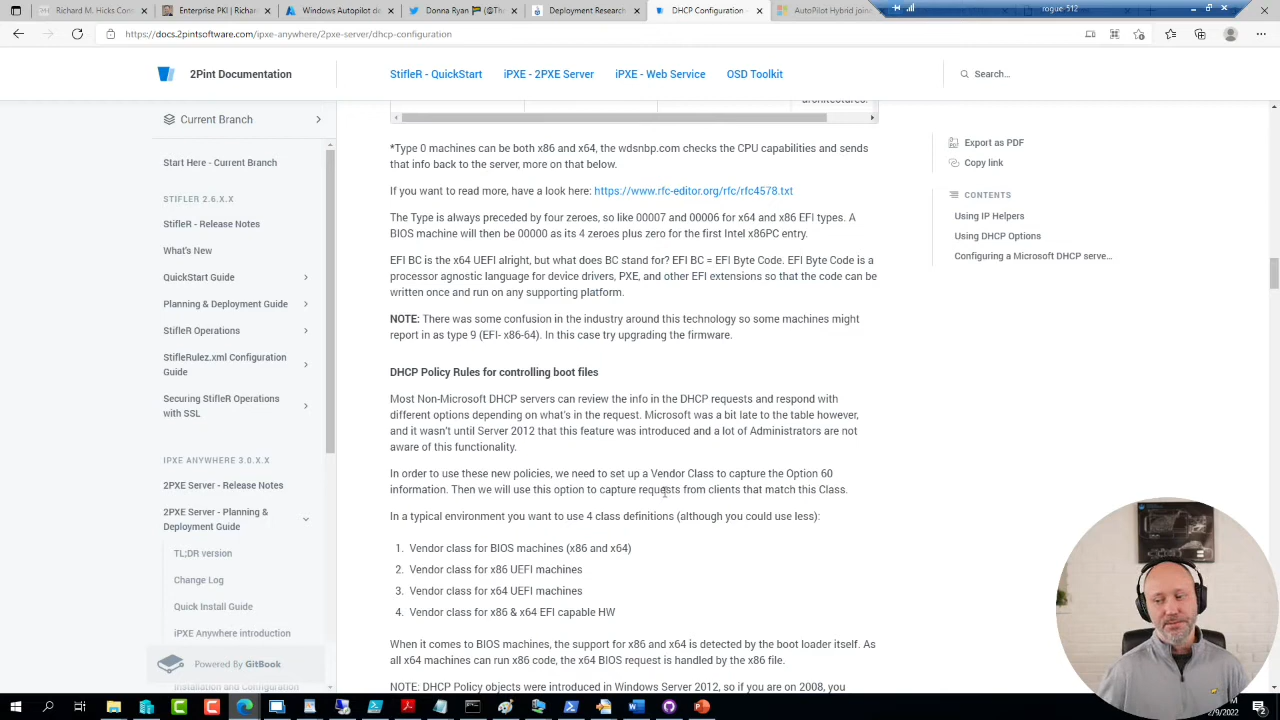 Michael Niehaus - T
Enterprise PKI - Rich
Whatsup Copilot de
Danny Ryan 🏴 @The
Deployment Researc
DHCP Configuration
rogue-512
https://docs.2pintsoftware.com/ipxe-anywhere/2pxe-server/dhcp-configuration
2Pint Documentation
StifleR - QuickStart
iPXE - 2PXE Server
iPXE - Web Service
OSD Toolkit
Search...
Current Branch
Start Here - Current Branch
STIFLER 2.6.X.X
StifleR - Release Notes
What's New
QuickStart Guide
Planning & Deployment Guide
StifleR Operations
StifleRulez.xml Configuration
Guide
Securing StifleR Operations
with SSL
IPXE ANYWHERE 3.0.X.X
2PXE Server - Release Notes
2PXE Server - Planning &
Deployment Guide
TL;DR version
Change Log
Quick Install Guide
iPXE Anywhere introduction
Installation and Configuration
Powered By GitBook
architectures.
*Type 0 machines can be both x86 and x64, the wdsnbp.com checks the CPU capabilities and sends
that info back to the server, more on that below.
If you want to read more, have a look here: https://www.rfc-editor.org/rfc/rfc4578.txt
The Type is always preceded by four zeroes, so like 00007 and 00006 for x64 and x86 EFI types. A
BIOS machine will then be 00000 as its 4 zeroes plus zero for the first Intel x86PC entry.
EFI BC is the x64 UEFI alright, but what does BC stand for? EFI BC = EFI Byte Code. EFI Byte Code is a
processor agnostic language for device drivers, PXE, and other EFI extensions so that the code can be
written once and run on any supporting platform.
NOTE: There was some confusion in the industry around this technology so some machines might
report in as type 9 (EFI- x86-64). In this case try upgrading the firmware.
DHCP Policy Rules for controlling boot files
Most Non-Microsoft DHCP servers can review the info in the DHCP requests and respond with
different options depending on what's in the request. Microsoft was a bit late to the table however,
and it wasn't until Server 2012 that this feature was introduced and a lot of Administrators are not
aware of this functionality.
In order to use these new policies, we need to set up a Vendor Class to capture the Option 60
information. Then we will use this option to capture requests from clients that match this Class.
In a typical environment you want to use 4 class definitions (although you could use less):
1. Vendor class for BIOS machines (x86 and x64)
2. Vendor class for x86 UEFI machines
3. Vendor class for x64 UEFI machines
4. Vendor class for x86 & x64 EFI capable HW
When it comes to BIOS machines, the support for x86 and x64 is detected by the boot loader itself. As
all x64 machines can run x86 code, the x64 BIOS request is handled by the x86 file.
NOTE: DHCP Policy objects were introduced in Windows Server 2012, so if you are on 2008, you
Export as PDF
Copy link
CONTENTS
Using IP Helpers
Using DHCP Options
Configuring a Microsoft DHCP serve...
2/9/2022